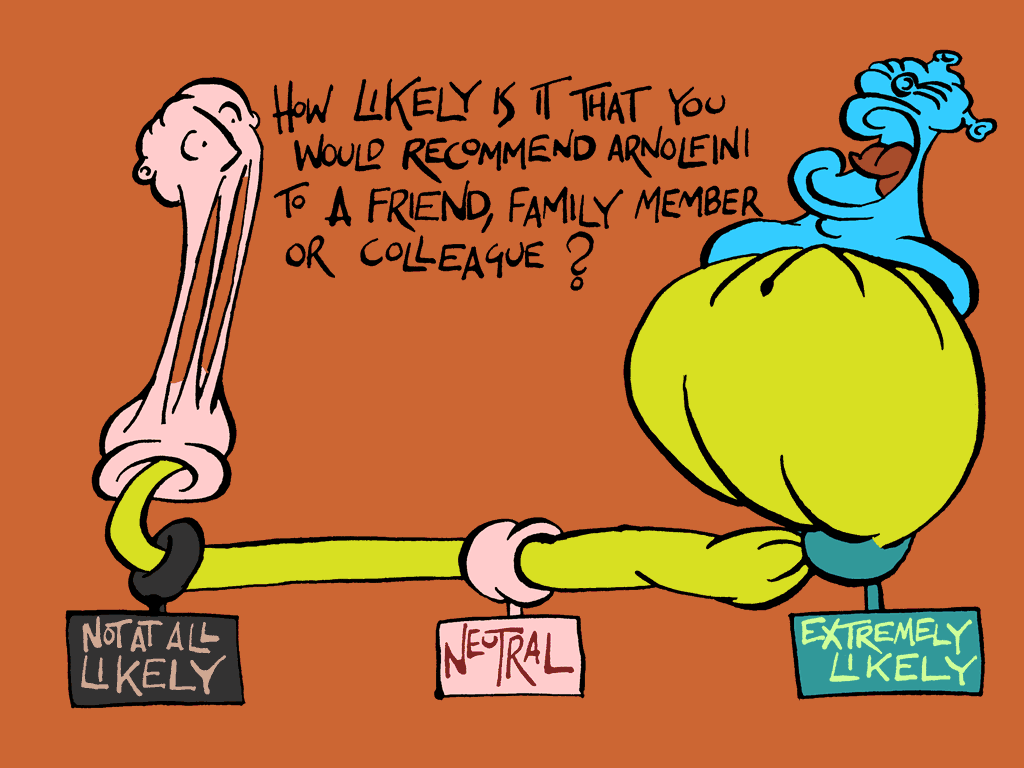 HOW LIKELY IS IT THAT YOU
WOULD RECOMMEND ARNOLFINI
TO A FRIEND, FAMILY MEMBER
OR COLLEAGUE?
NOT AT ALL
LIKELY
NEUTRAL
EXTREMELY
LIKELY